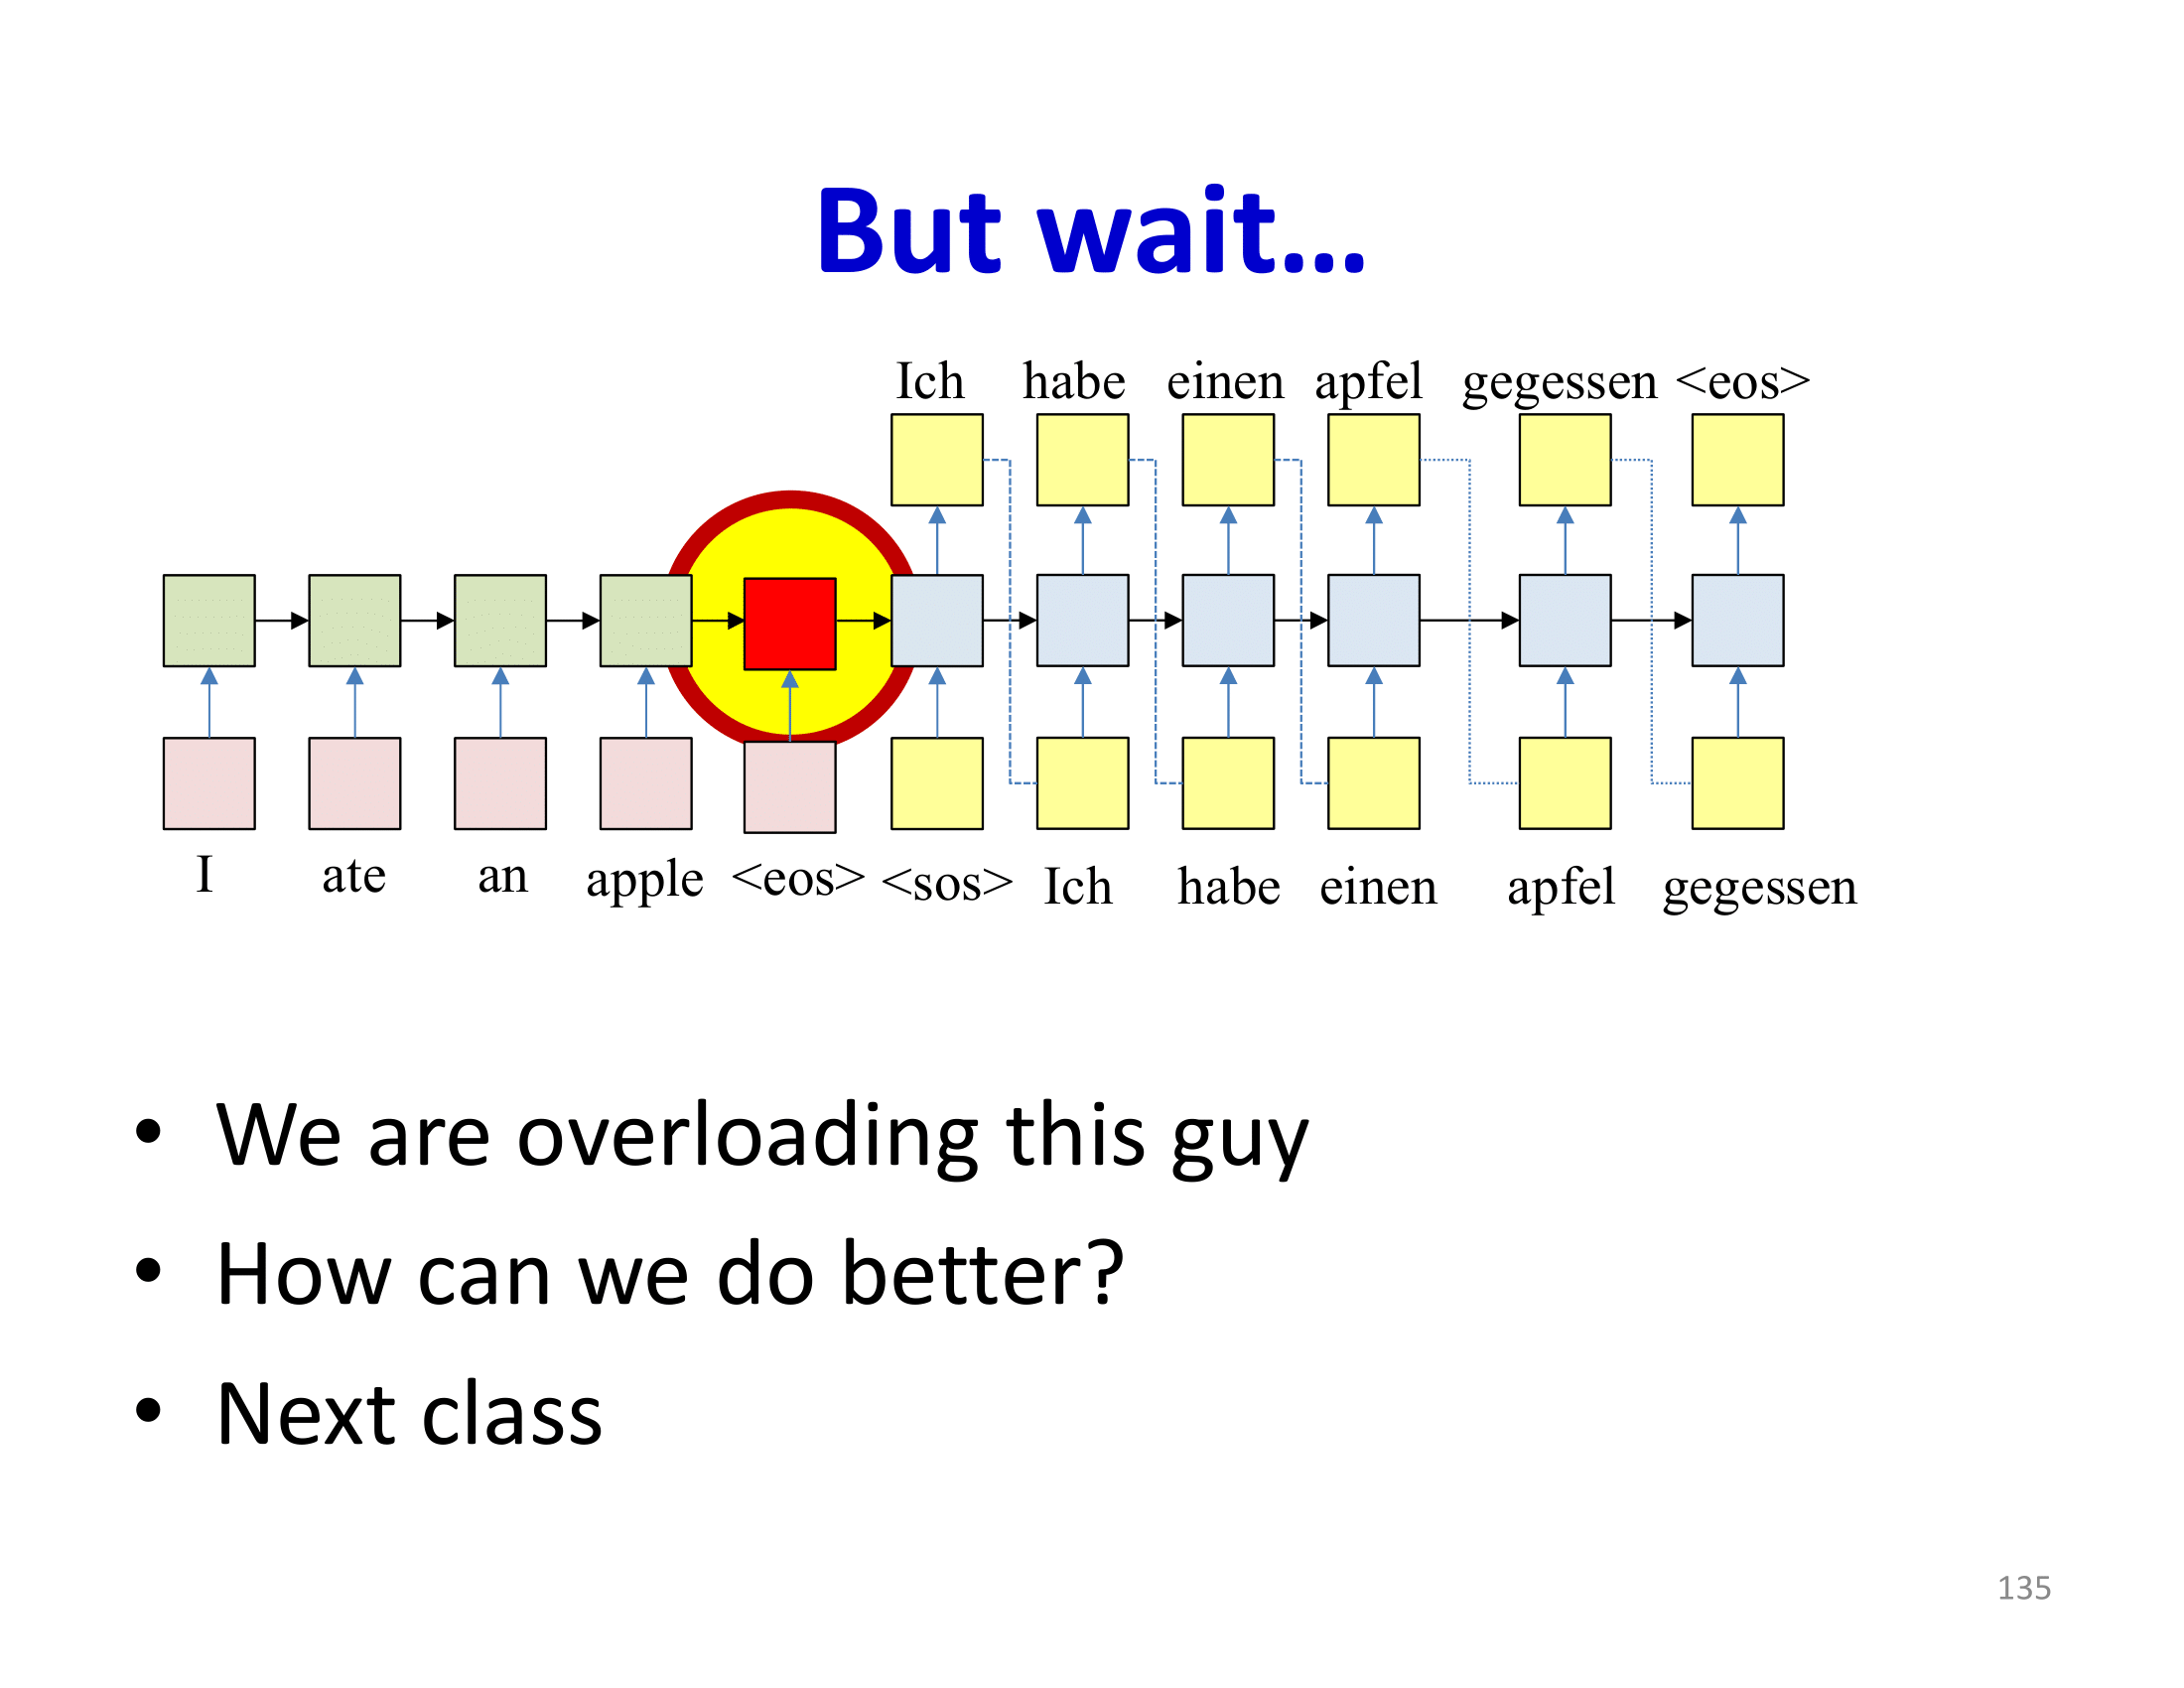 But wait…
Ich habe einen apfel gegessen <eos>
I ate an apple <eos> <sos> Ich habe einen apfel gegessen
• We are overloading this guy
• How can we do better?
• Next class
135